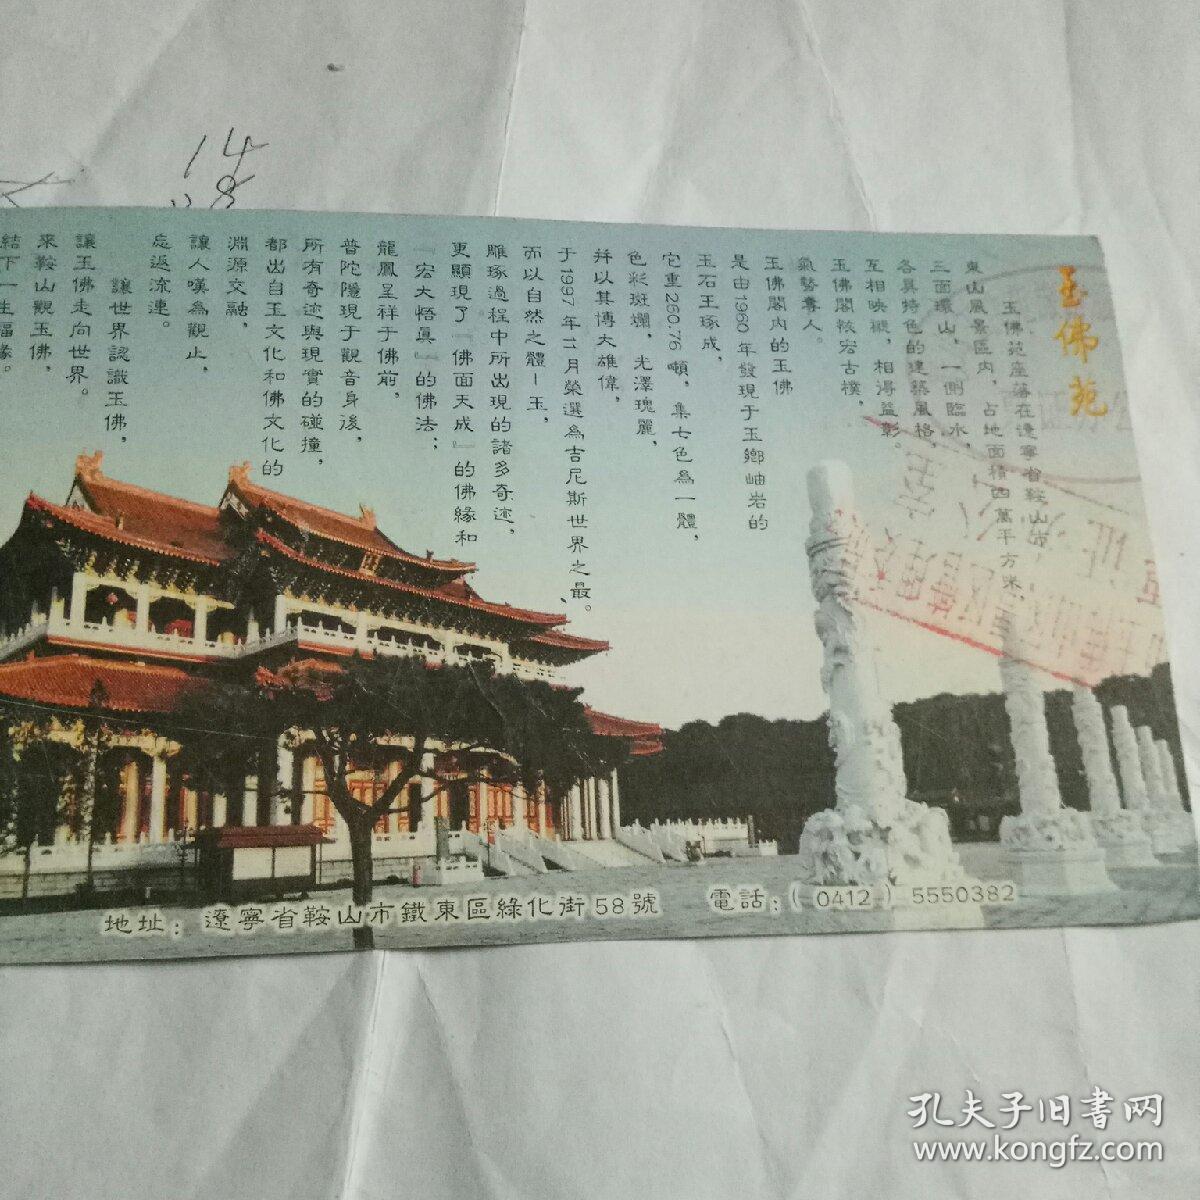 玉佛苑
玉佛苑座落在遼寧省鞍山市
東山風景區内，占地面積四萬平方米，
三面環山，一側臨水，
各具特色的建築風格，
互相映襯，相得益彰。
玉佛閣恢宏古樸，
氣勢奪人。
玉佛閣内的玉佛
是由1960年發現于玉鄉岫岩的
玉石王琢成，
它重260.76噸，集七色為一體，
色彩斑斕，光澤瑰麗，
并以其博大雄偉，
于1997年11月榮選為吉尼斯世界之最。
而以自然之體—玉，
雕琢過程中所出現的諸多奇迹，
更顯現了『佛面天成』的佛緣和
『宏大悟真』的佛法；
龍鳳呈祥于佛前，
普陀隱現于觀音身後，
所有奇迹與現實的碰撞，
都出自玉文化和佛文化的
淵源交融，
讓人嘆為觀止，
忘返流連。
讓世界認識玉佛，
讓玉佛走向世界。
來鞍山觀玉佛，
結下一生福緣。
地址：遼寧省鞍山市鐵東區綠化街58號 電話：（0412）5550382
14
28
孔夫子旧書网
www.kongfz.com